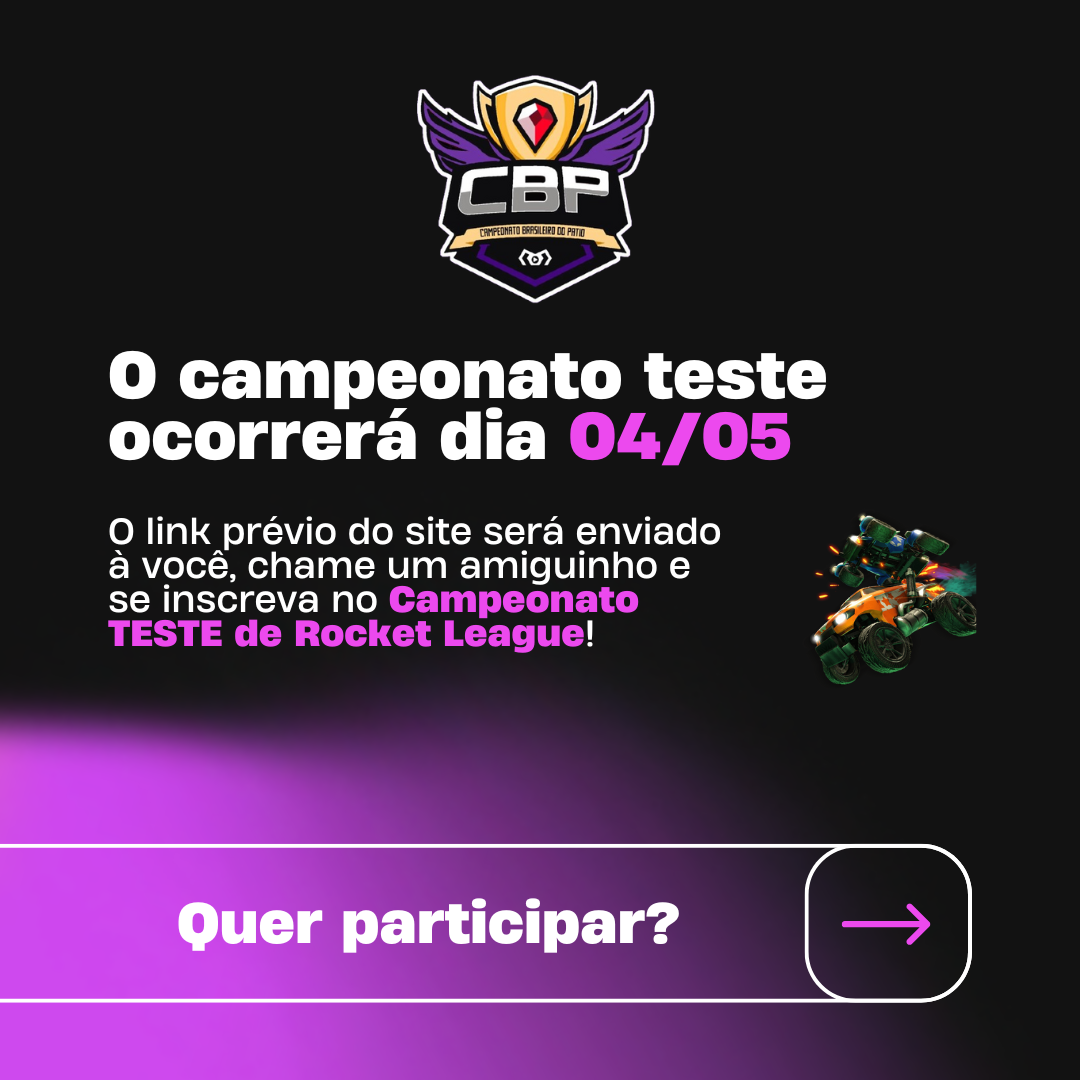 CBP
CAMPEONATO BRASILEIRO DO PATIO
O campeonato teste
ocorrerá dia 04/05
O link prévio do site será enviado
à você, chame um amiguinho e
se inscreva no Campeonato
TESTE de Rocket League!
Quer participar?